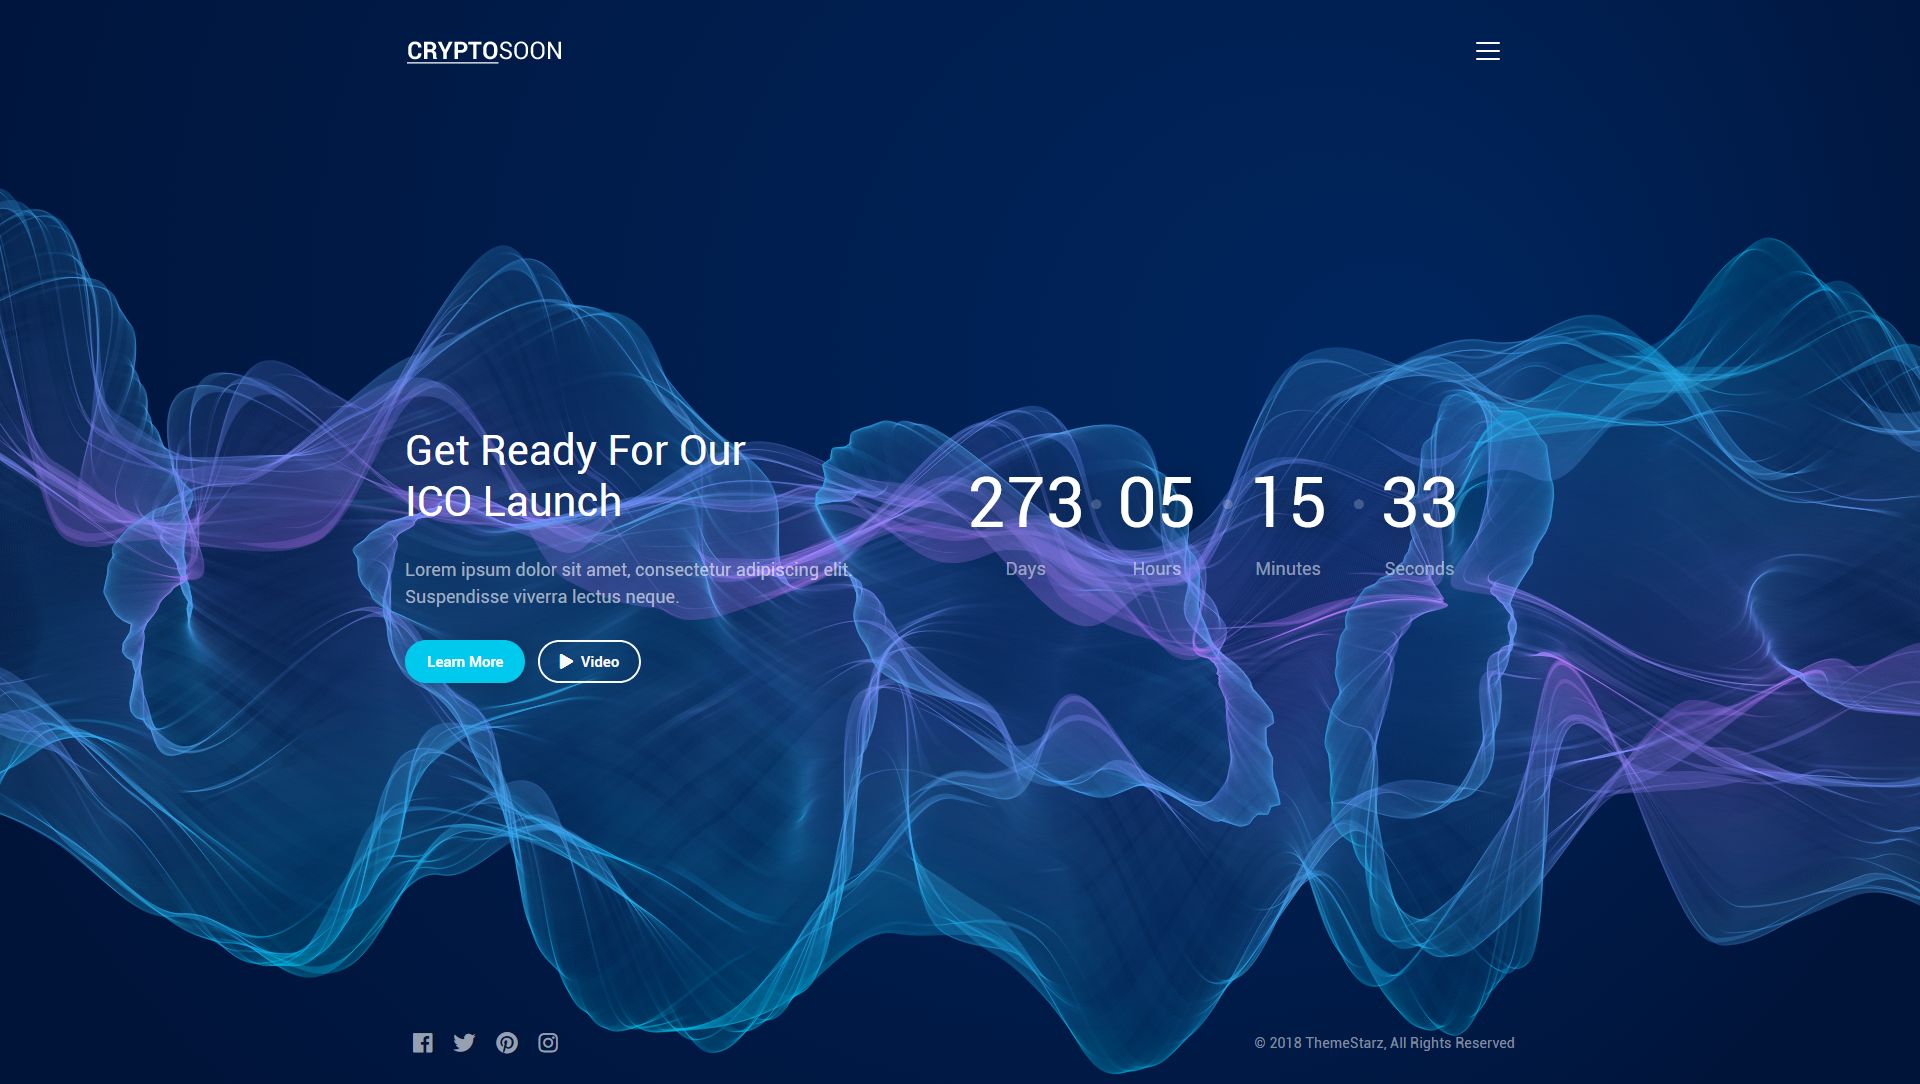 CRYPTOSOON
Get Ready For Our
ICO Launch
Lorem ipsum dolor sit amet, consectetur adipiscing elit.
Suspendisse viverra lectus neque.
Learn More
Video
273 05 15 33
Days Hours Minutes Seconds
© 2018 ThemeStarz, All Rights Reserved